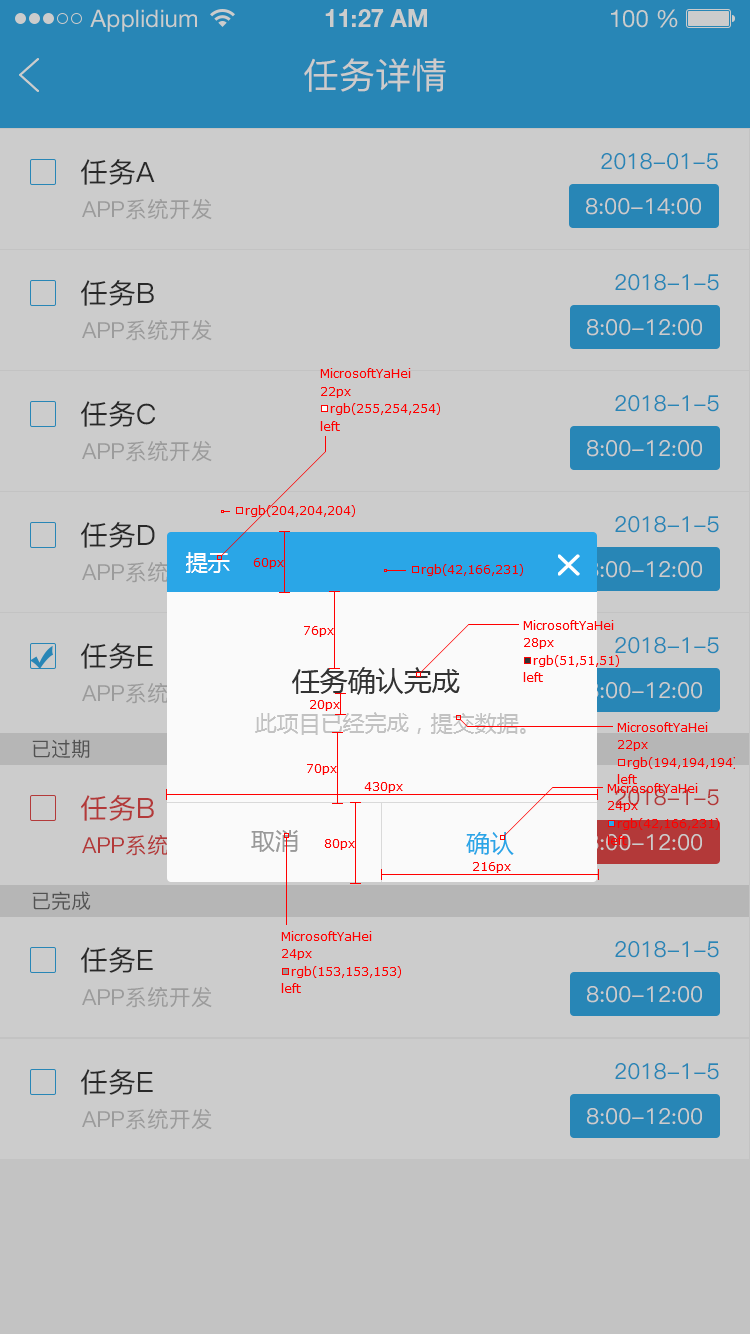 Applidium 11:27 AM 100 %
任务详情
任务A 2018-01-5
APP系统开发 8:00-14:00
任务B 2018-1-5
APP系统开发 8:00-12:00
MicrosoftYaHei
22px
rgb(255,254,254)
left
任务C 2018-1-5
APP系统开发 8:00-12:00
rgb(204,204,204)
任务D 2018-1-5
APP系统 :00-12:00
提示 60px rgb(42,166,231)
76px
MicrosoftYaHei
28px
rgb(51,51,51)
left
任务E 2018-1-5
APP系统 :00-12:00
任务确认完成
20px
此项目已经完成，提交数据。
MicrosoftYaHei
22px
rgb(194,194,194)
left
已过期
70px
430px
MicrosoftYaHei
24px
rgb(42,166,231)
left
任务B 2018-1-5
APP系统 :00-12:00
取消 80px 确认
216px
已完成
MicrosoftYaHei
24px
rgb(153,153,153)
left
任务E 2018-1-5
APP系统开发 8:00-12:00
任务E 2018-1-5
APP系统开发 8:00-12:00